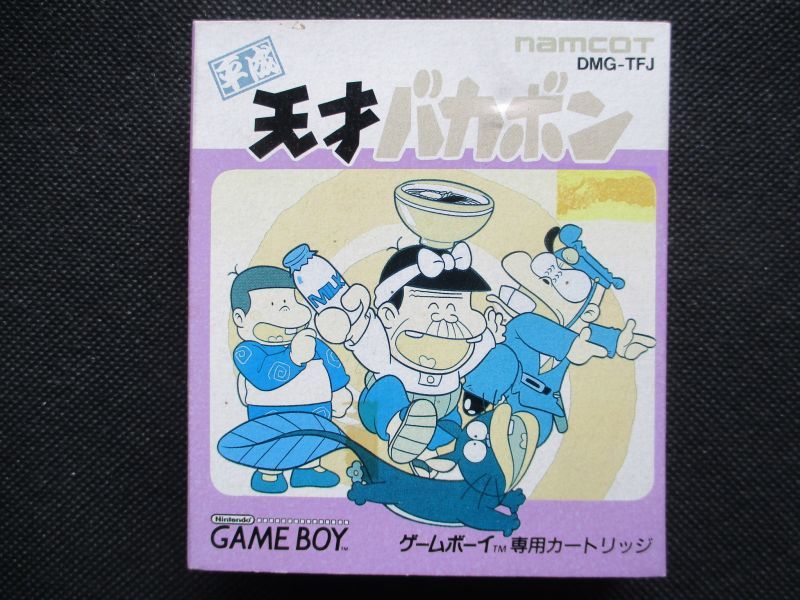 namcot
DMG-TFJ
平成
天才バカボン
MILK
Nintendo
GAME BOY TM
ゲームボーイTM専用カートリッジ